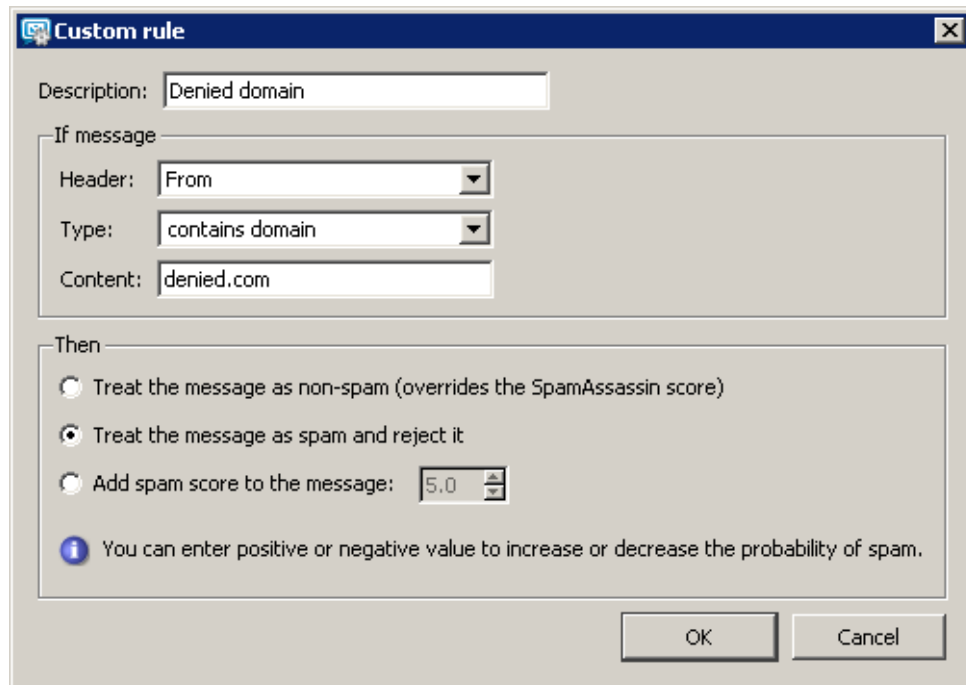 Custom rule
Description: Denied domain
If message
Header: From
Type: contains domain
Content: denied.com
Then
Treat the message as non-spam (overrides the SpamAssassin score)
Treat the message as spam and reject it
Add spam score to the message: 5.0
You can enter positive or negative value to increase or decrease the probability of spam.
OK Cancel